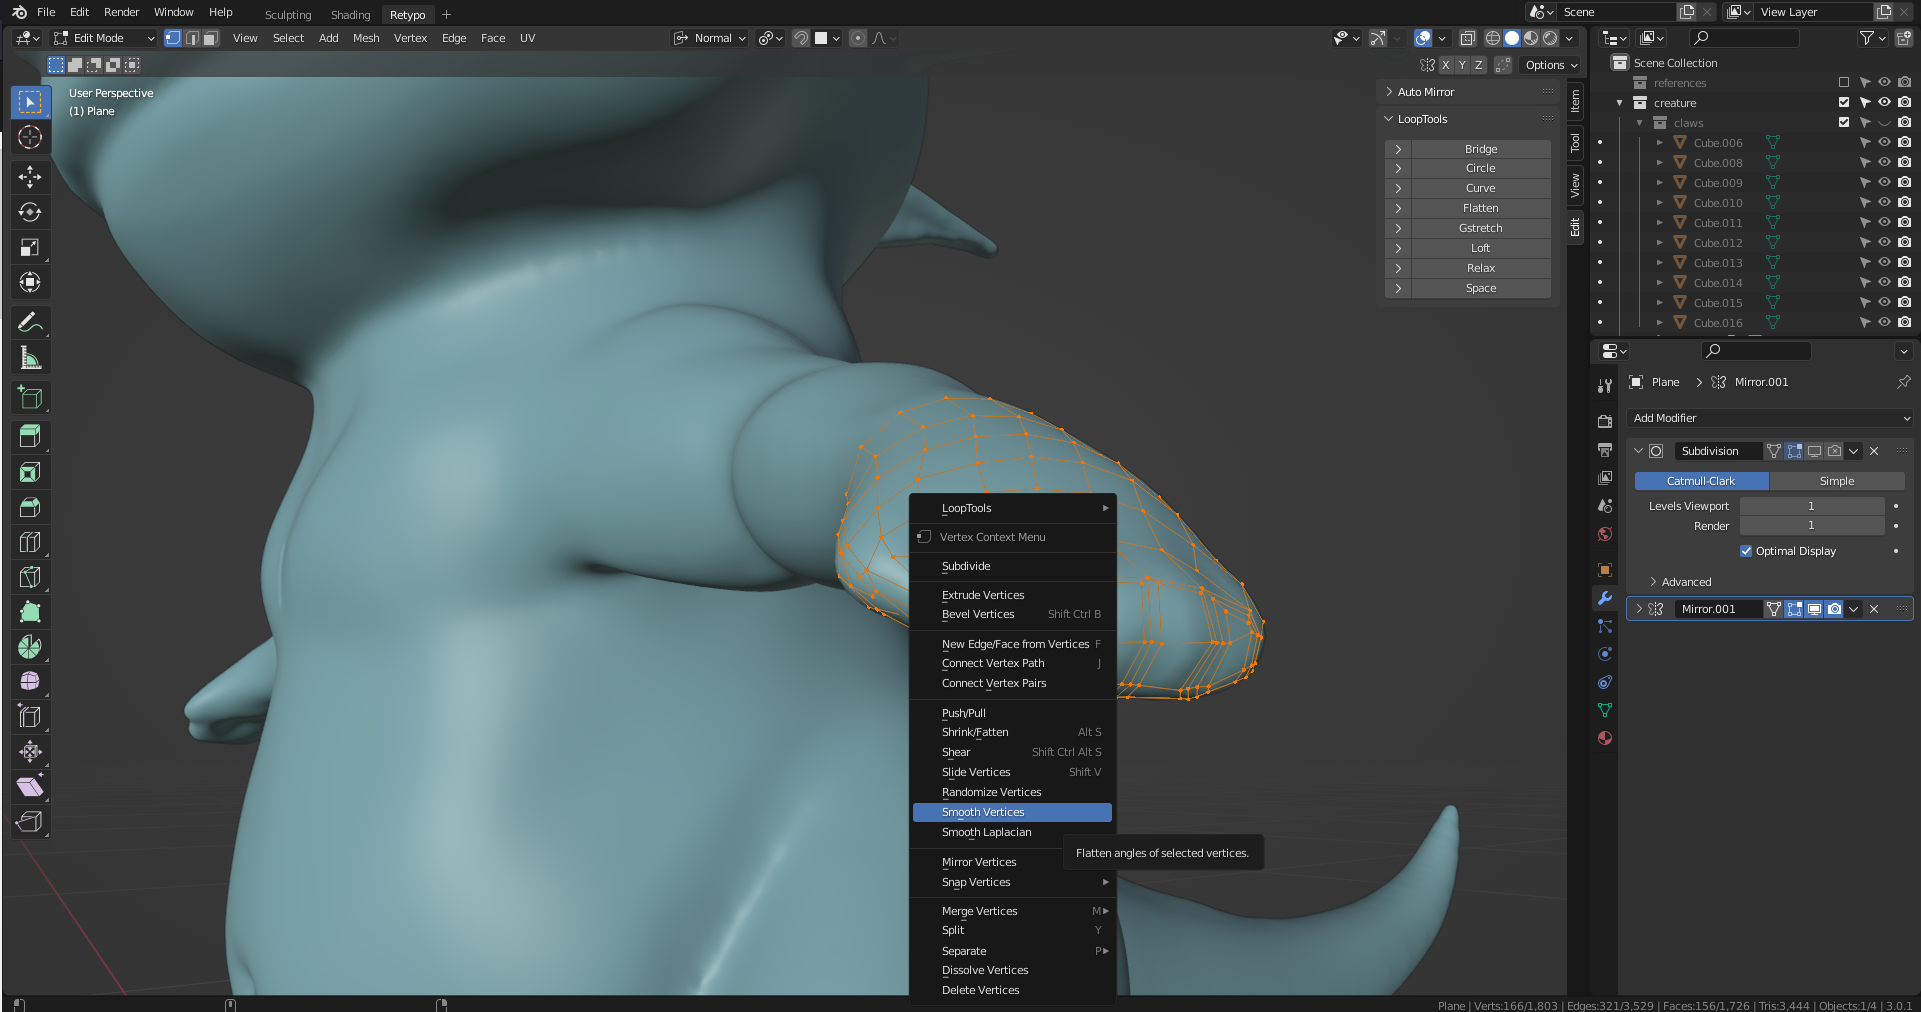 File Edit Render Window Help Sculpting Shading Retypo + Scene View Layer
Edit Mode View Select Add Mesh Vertex Edge Face UV Normal
X Y Z Options
User Perspective
(1) Plane
Auto Mirror
LoopTools
Bridge
Circle
Curve
Flatten
Gstretch
Loft
Relax
Space
Item
Tool
View
Edit
LoopTools
Vertex Context Menu
Subdivide
Extrude Vertices
Bevel Vertices Shift Ctrl B
New Edge/Face from Vertices F
Connect Vertex Path J
Connect Vertex Pairs
Push/Pull
Shrink/Fatten Alt S
Shear Shift Ctrl Alt S
Slide Vertices Shift V
Randomize Vertices
Smooth Vertices
Smooth Laplacian
Flatten angles of selected vertices.
Mirror Vertices
Snap Vertices
Merge Vertices M
Split Y
Separate P
Dissolve Vertices
Delete Vertices
Scene Collection
references
creature
claws
Cube.006
Cube.008
Cube.009
Cube.010
Cube.011
Cube.012
Cube.013
Cube.014
Cube.015
Cube.016
Plane Mirror.001
Add Modifier
Subdivision
Catmull-Clark Simple
Levels Viewport 1
Render 1
Optimal Display
Advanced
Mirror.001
Plane | Verts:166/1,803 | Edges:321/3,529 | Faces:156/1,726 | Tris:3,444 | Objects:1/4 | 3.0.1